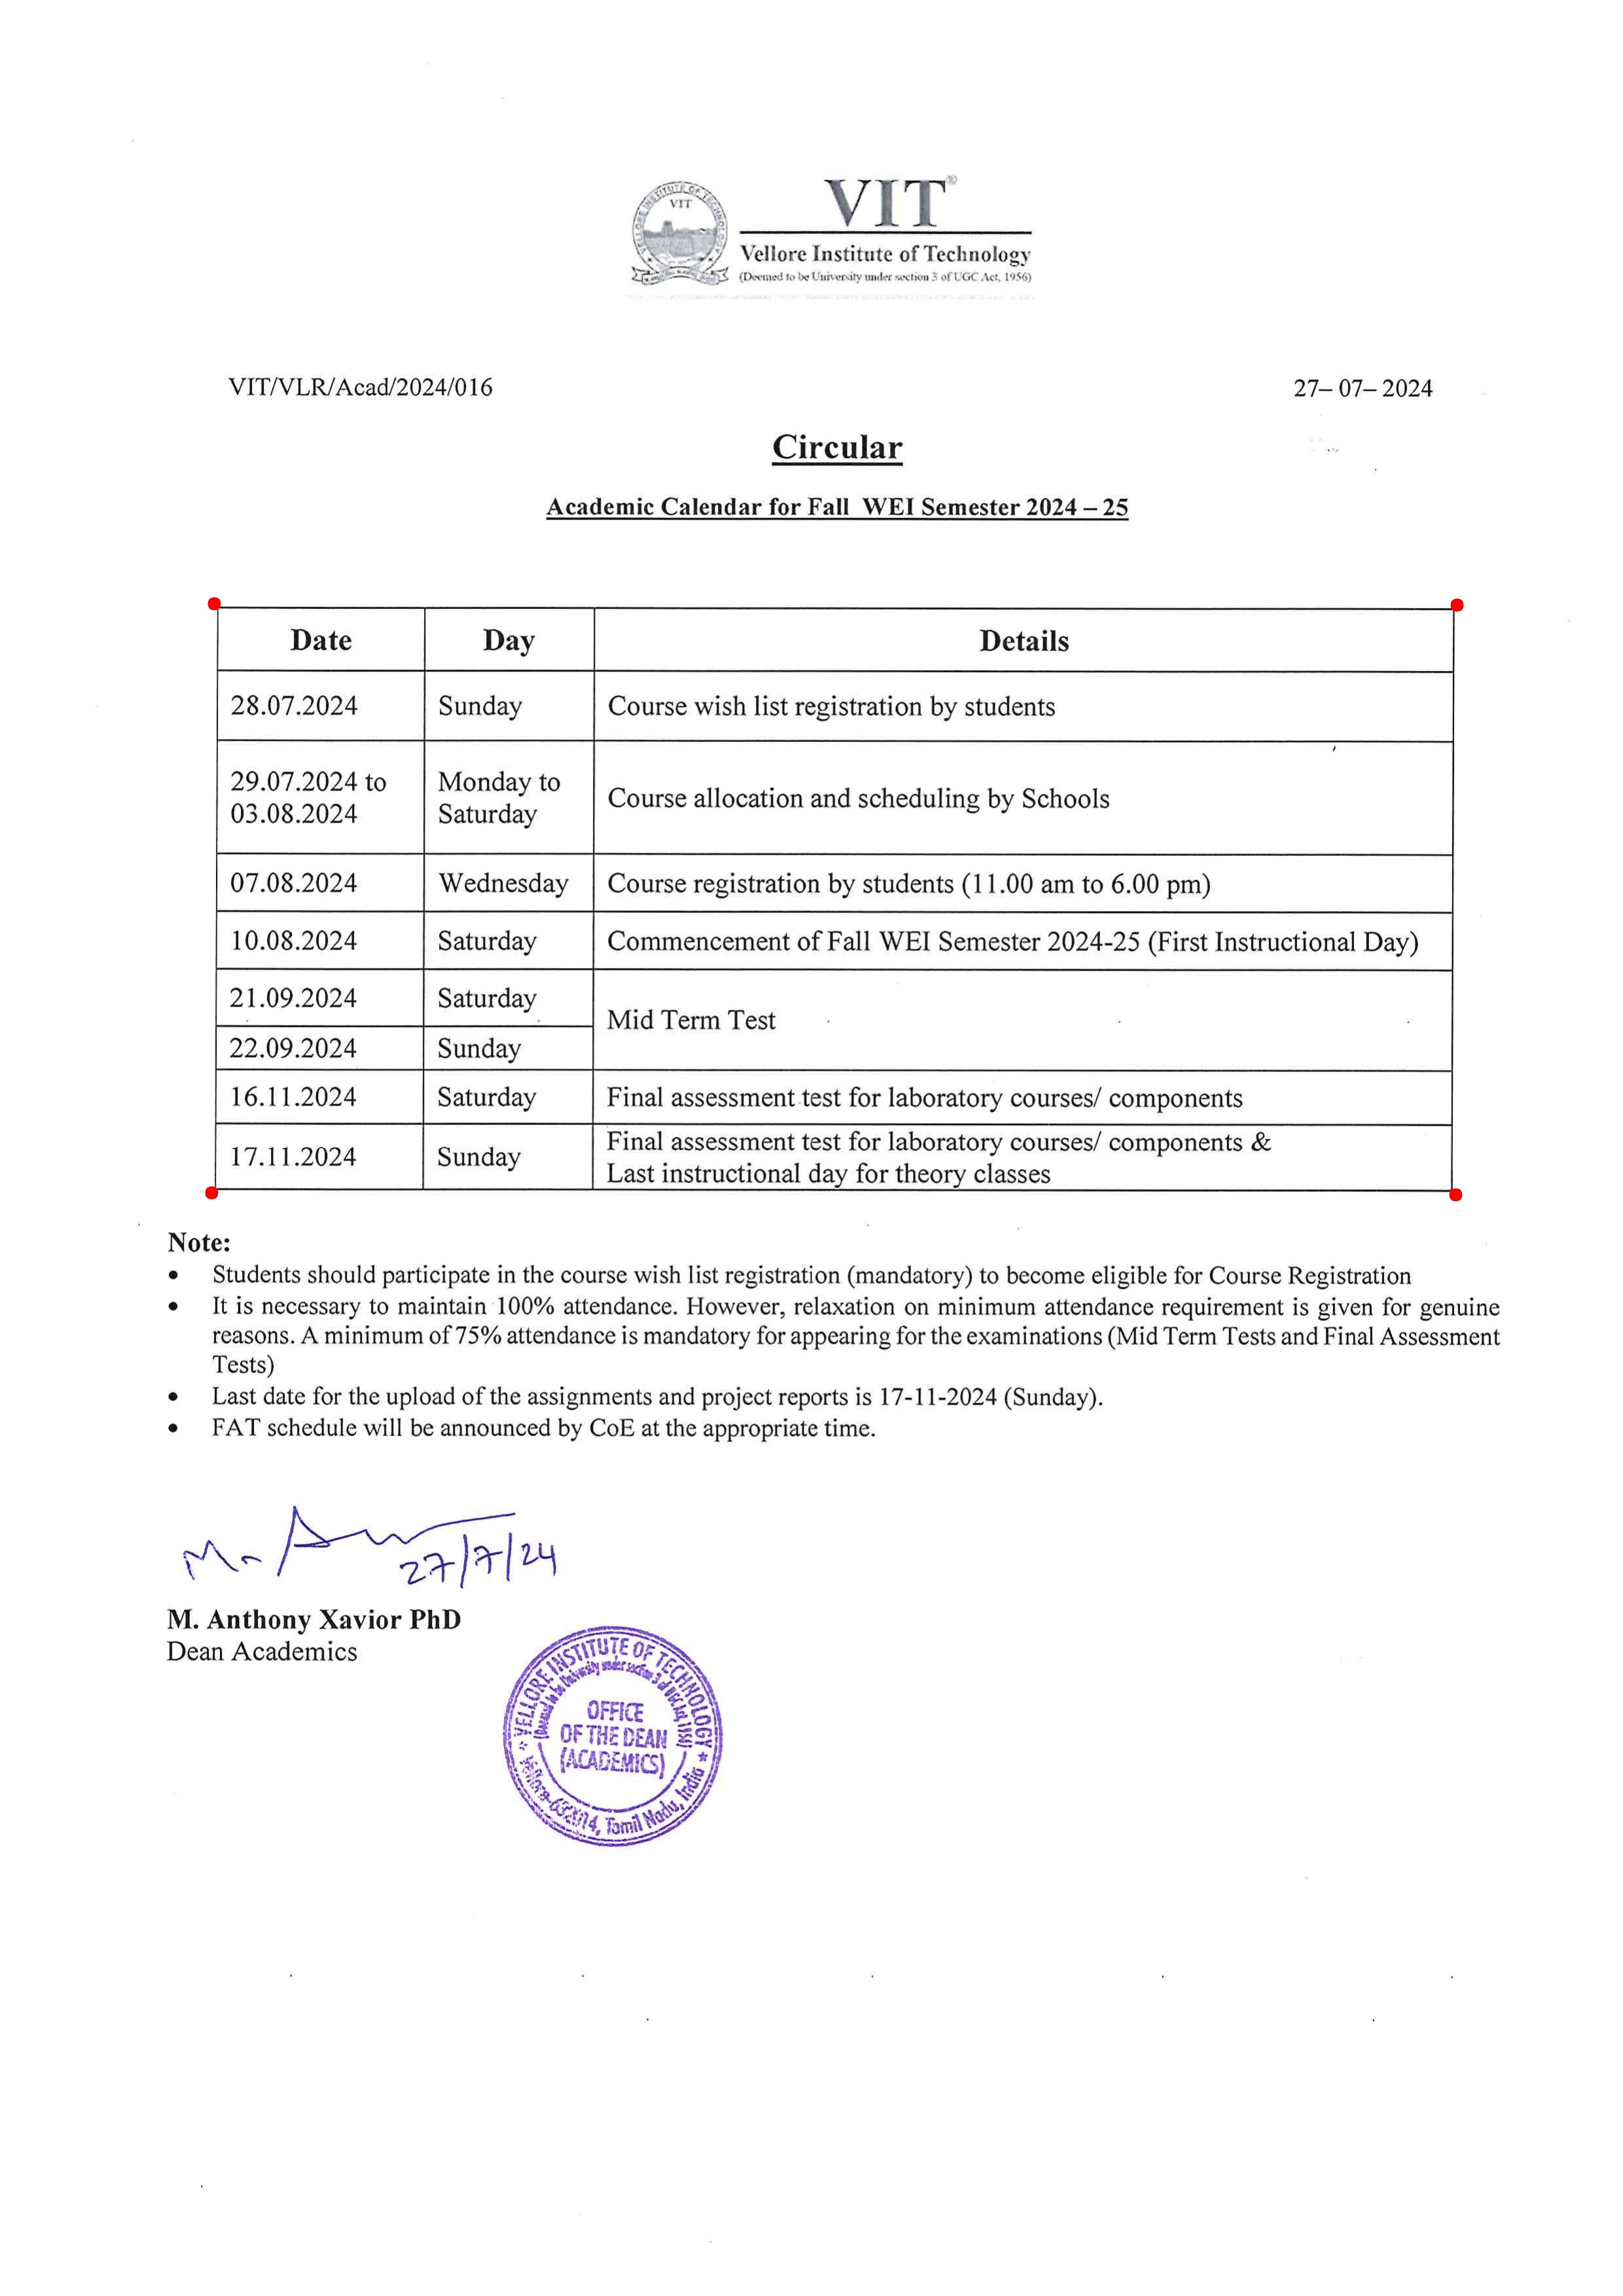 VIT®
Vellore Institute of Technology
(Deemed to be University under section 3 of UGC Act, 1956)
VELLORE INSTITUTE OF TECHNOLOGY
VIT
VIT/VLR/Acad/2024/016 27– 07– 2024
Circular
Academic Calendar for Fall WEI Semester 2024 – 25
Date Day Details
28.07.2024 Sunday Course wish list registration by students
29.07.2024 to Monday to
03.08.2024 Saturday Course allocation and scheduling by Schools
07.08.2024 Wednesday Course registration by students (11.00 am to 6.00 pm)
10.08.2024 Saturday Commencement of Fall WEI Semester 2024-25 (First Instructional Day)
21.09.2024 Saturday
Mid Term Test
22.09.2024 Sunday
16.11.2024 Saturday Final assessment test for laboratory courses/ components
17.11.2024 Sunday Final assessment test for laboratory courses/ components &
Last instructional day for theory classes
Note:
• Students should participate in the course wish list registration (mandatory) to become eligible for Course Registration
• It is necessary to maintain 100% attendance. However, relaxation on minimum attendance requirement is given for genuine
reasons. A minimum of 75% attendance is mandatory for appearing for the examinations (Mid Term Tests and Final Assessment
Tests)
• Last date for the upload of the assignments and project reports is 17-11-2024 (Sunday).
• FAT schedule will be announced by CoE at the appropriate time.
27/7/24
M. Anthony Xavior PhD
Dean Academics
VELLORE INSTITUTE OF TECHNOLOGY
(Deemed to be University under section 3 of UGC Act, 1956)
OFFICE
OF THE DEAN
(ACADEMICS)
Vellore-632014, Tamil Nadu, India